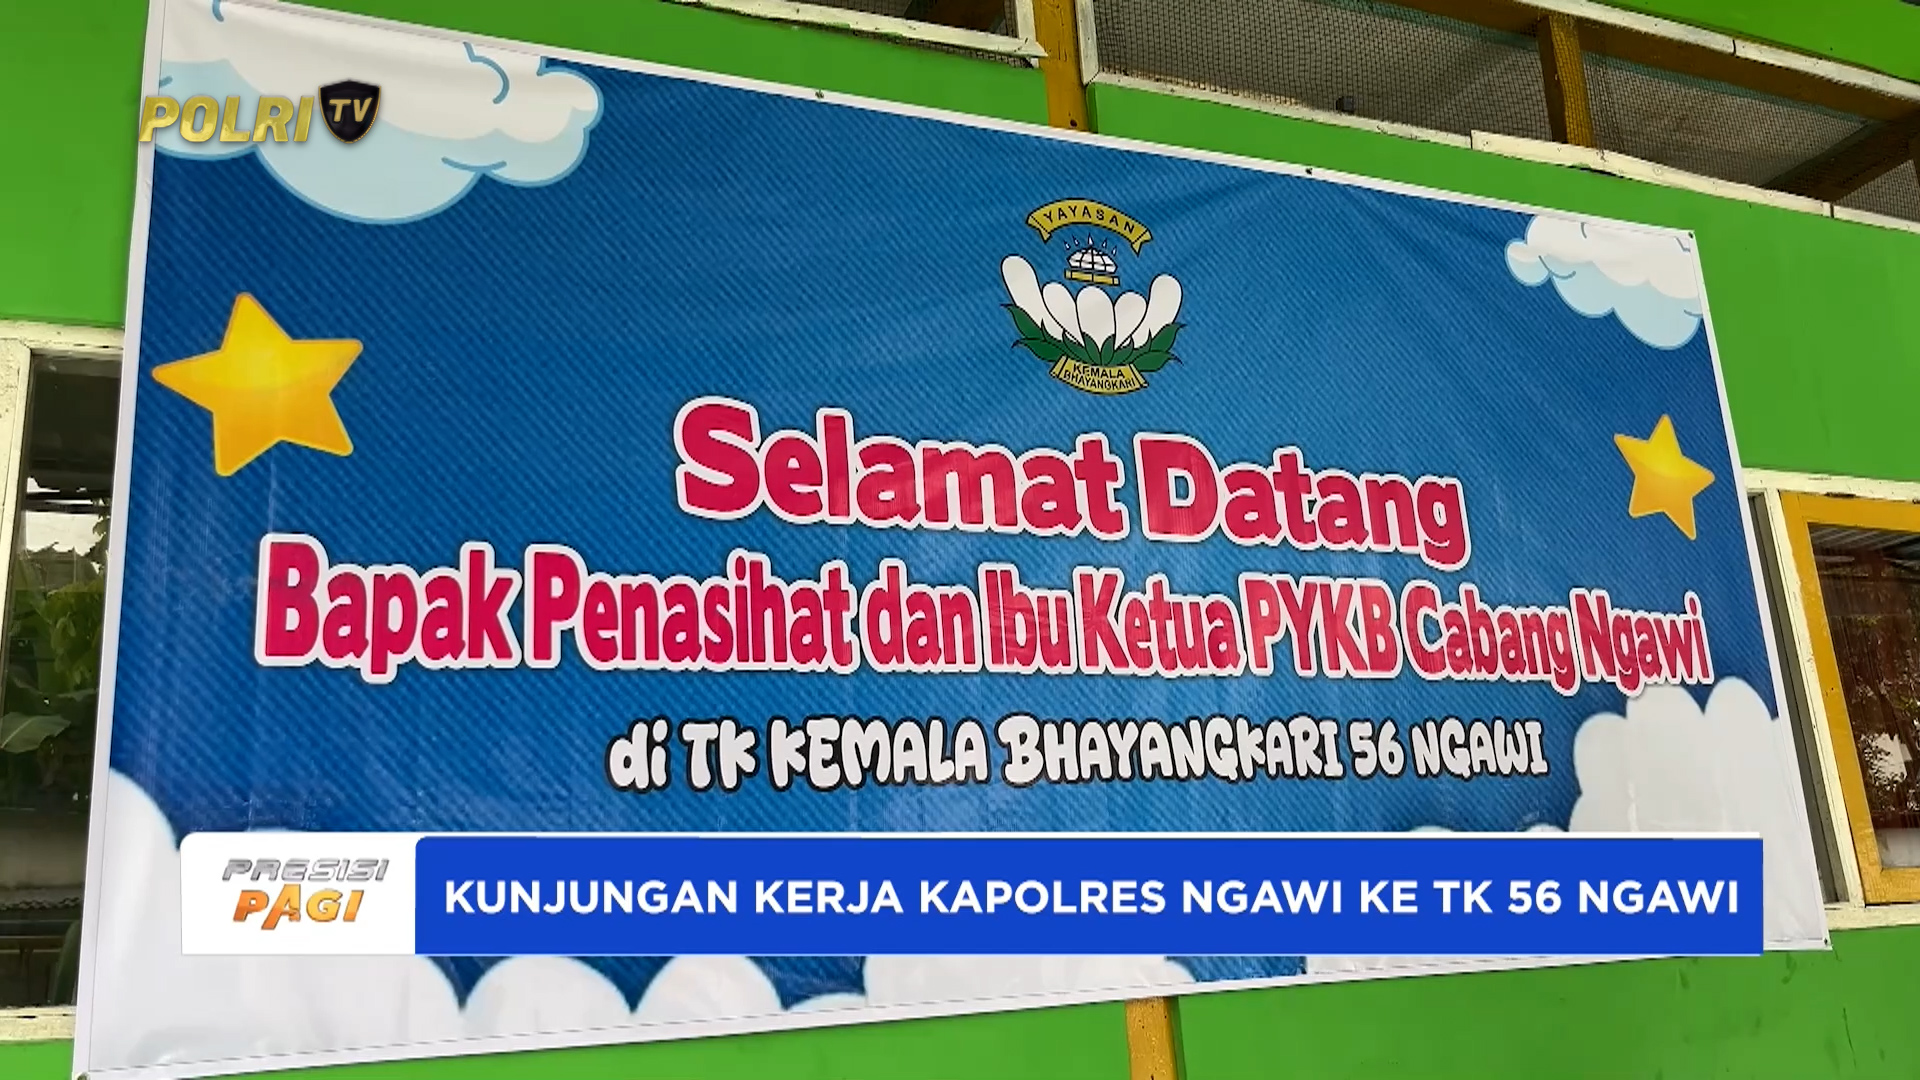 POLRI TV
YAYASAN
KEMALA
BHAYANGKARI
Selamat Datang
Bapak Penasihat dan Ibu Ketua PYKB Cabang Ngawi
di TK KEMALA BHAYANGKARI 56 NGAWI
PRESISI
PAGI
KUNJUNGAN KERJA KAPOLRES NGAWI KE TK 56 NGAWI